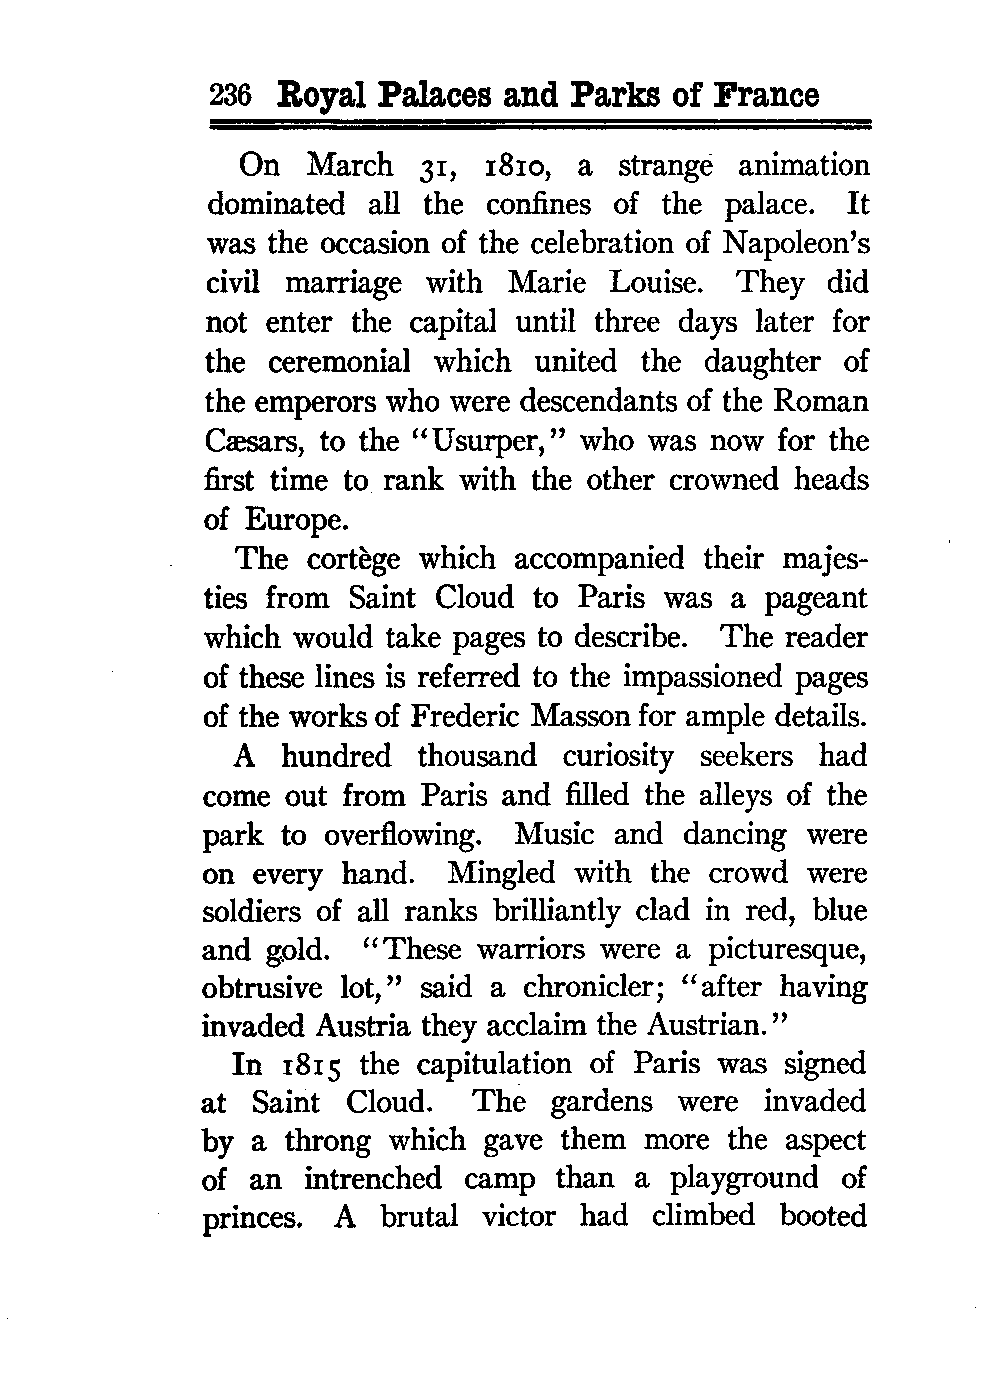 236 Royal Palaces and Parks of France
On March 31, 1810, a strange animation
dominated all the confines of the palace. It
was the occasion of the celebration of Napoleon's
civil marriage with Marie Louise. They did
not enter the capital until three days later for
the ceremonial which united the daughter of
the emperors who were descendants of the Roman
Cæsars, to the "Usurper," who was now for the
first time to rank with the other crowned heads
of Europe.
The cortège which accompanied their majes-
ties from Saint Cloud to Paris was a pageant
which would take pages to describe. The reader
of these lines is referred to the impassioned pages
of the works of Frederic Masson for ample details.
A hundred thousand curiosity seekers had
come out from Paris and filled the alleys of the
park to overflowing. Music and dancing were
on every hand. Mingled with the crowd were
soldiers of all ranks brilliantly clad in red, blue
and gold. "These warriors were a picturesque,
obtrusive lot," said a chronicler; "after having
invaded Austria they acclaim the Austrian."
In 1815 the capitulation of Paris was signed
at Saint Cloud. The gardens were invaded
by a throng which gave them more the aspect
of an intrenched camp than a playground of
princes. A brutal victor had climbed booted